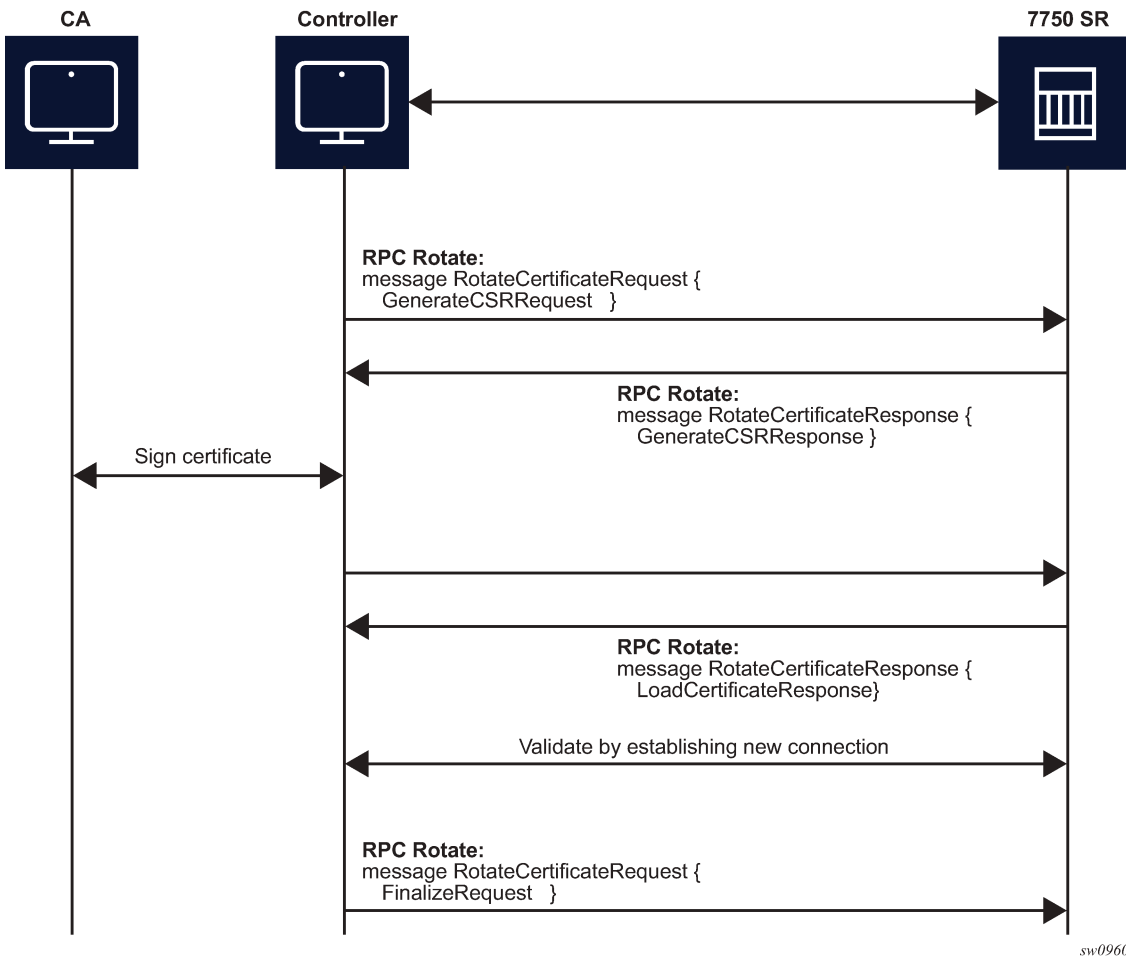 CA
Controller
7750 SR
RPC Rotate:
message RotateCertificateRequest {
GenerateCSRRequest }
RPC Rotate:
message RotateCertificateResponse {
GenerateCSRResponse }
Sign certificate
RPC Rotate:
message RotateCertificateResponse {
LoadCertificateResponse}
Validate by establishing new connection
RPC Rotate:
message RotateCertificateRequest {
FinalizeRequest }
sw0960